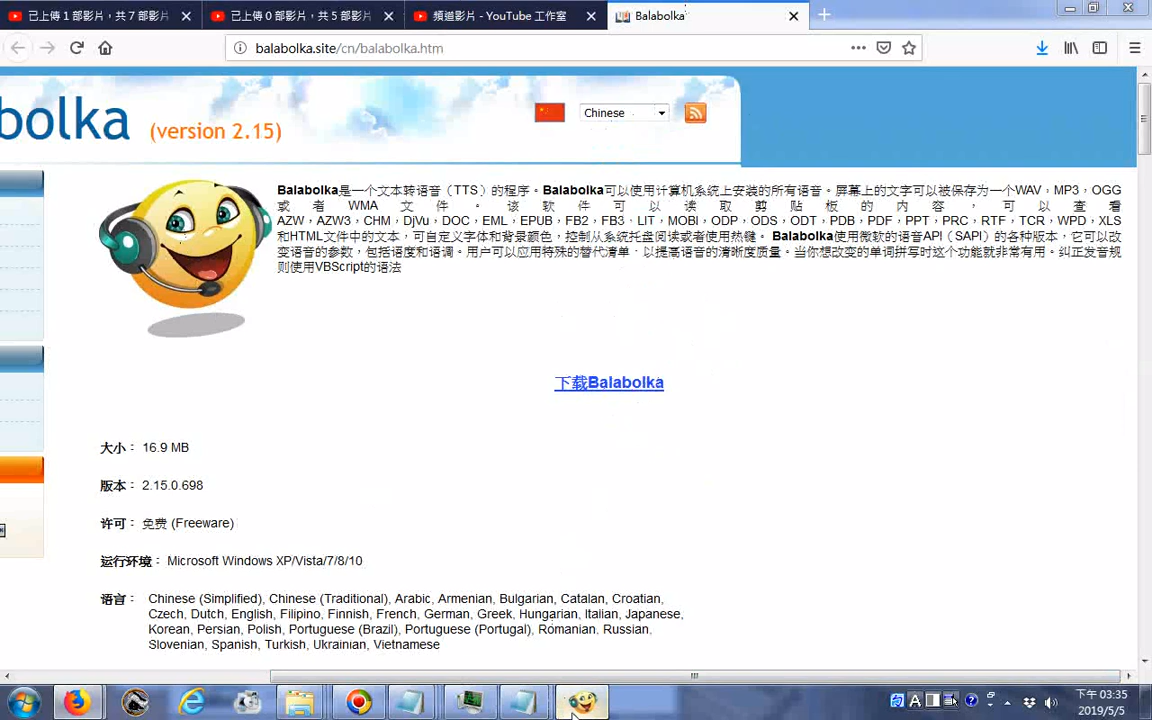 已上傳 1 部影片，共 7 部影片
已上傳 0 部影片，共 5 部影片
頻道影片 - YouTube 工作室
Balabolka
balabolka.site/cn/balabolka.htm
bolka (version 2.15)
Chinese
Balabolka是一个文本转语音（TTS）的程序。Balabolka可以使用计算机系统上安装的所有语音。屏幕上的文字可以被保存为一个WAV，MP3，OGG
或者WMA文件。该软件可以读取剪贴板的内容，可以查看
AZW，AZW3，CHM，DjVu，DOC，EML，EPUB，FB2，FB3，LIT，MOBI，ODP，ODS，ODT，PDB，PDF，PPT，PRC，RTF，TCR，WPD，XLS
和HTML文件中的文本，可自定义字体和背景颜色，控制从系统托盘阅读或者使用热键。 Balabolka使用微软的语音API（SAPI）的各种版本，它可以改
变语音的参数，包括语度和语调。用户可以应用特殊的替代清单，以提高语音的清晰度质量。当你想改变的单词拼写时这个功能就非常有用。纠正发音规
则使用VBScript的语法
下载Balabolka
大小： 16.9 MB
版本： 2.15.0.698
许可： 免费 (Freeware)
运行环境： Microsoft Windows XP/Vista/7/8/10
语言： Chinese (Simplified), Chinese (Traditional), Arabic, Armenian, Bulgarian, Catalan, Croatian,
Czech, Dutch, English, Filipino, Finnish, French, German, Greek, Hungarian, Italian, Japanese,
Korean, Persian, Polish, Portuguese (Brazil), Portuguese (Portugal), Romanian, Russian,
Slovenian, Spanish, Turkish, Ukrainian, Vietnamese
下午 03:35
2019/5/5